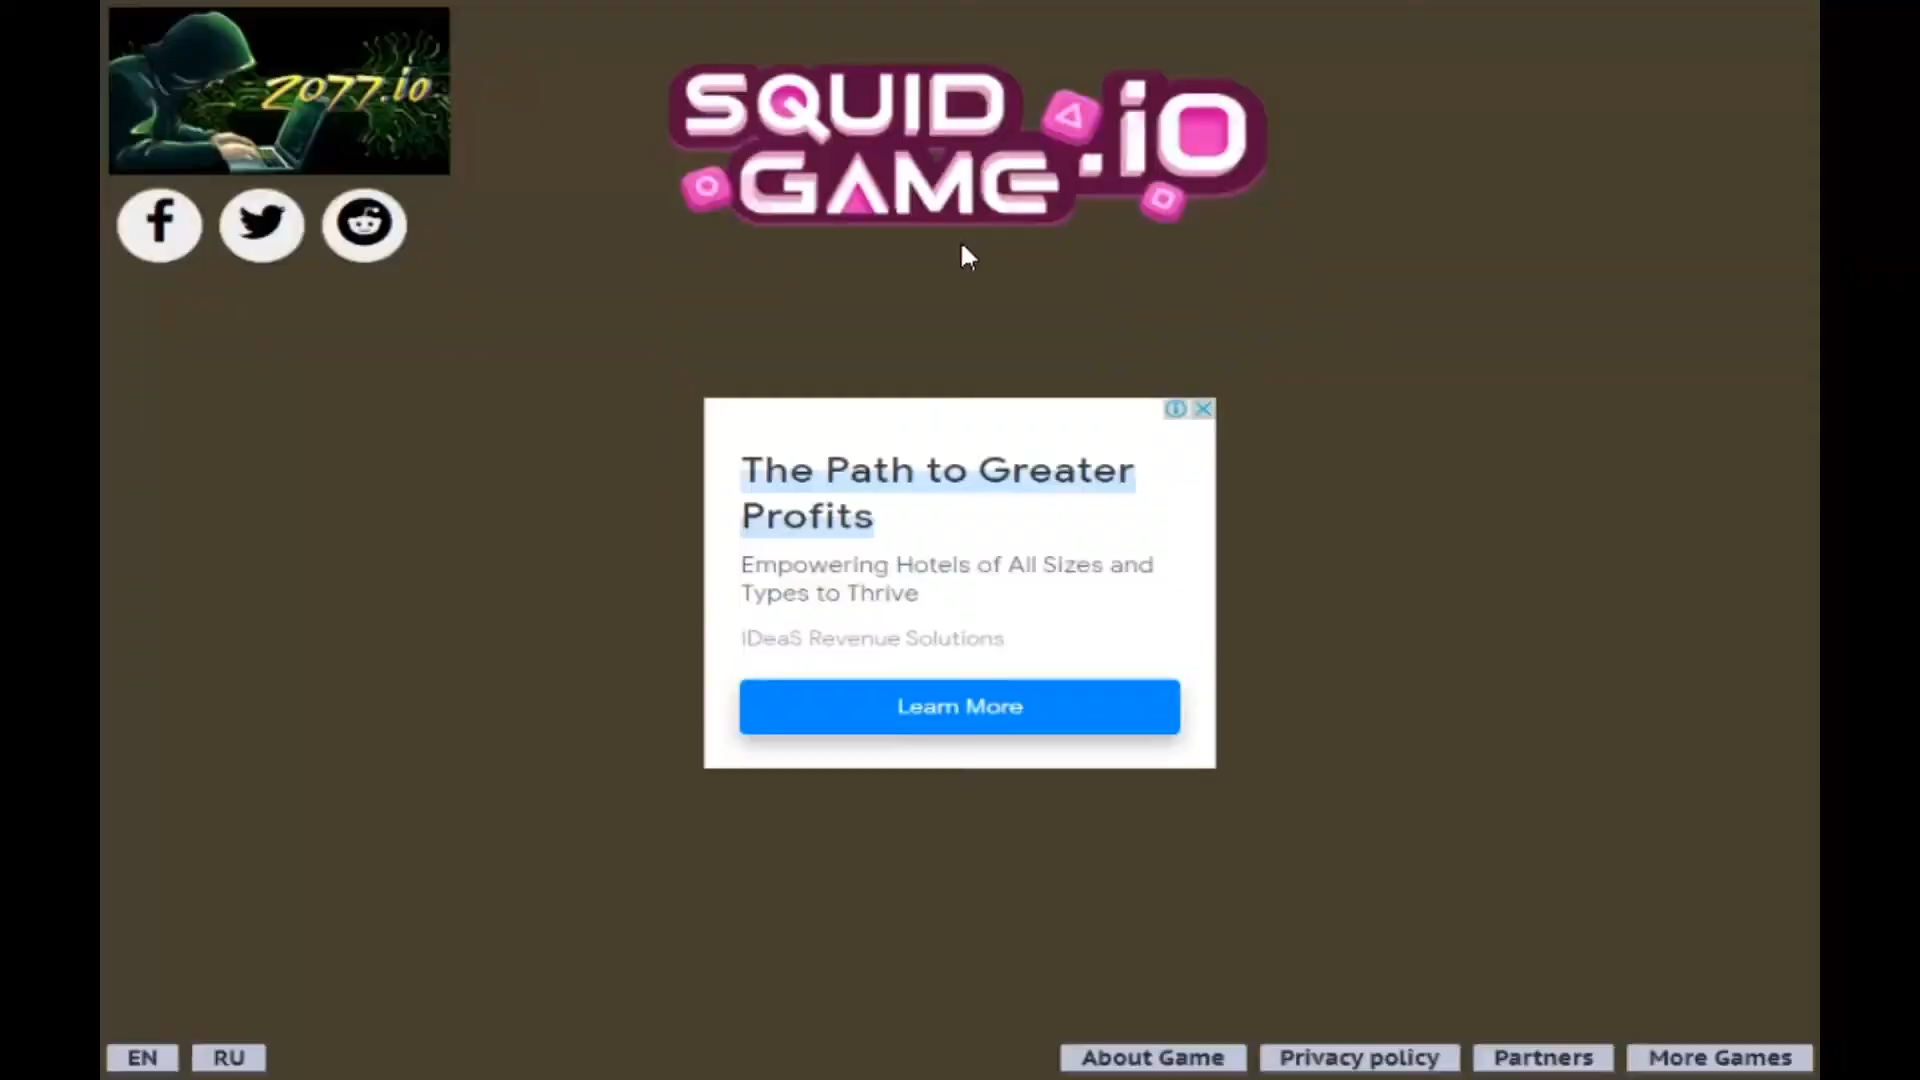 2077.io
SQUID
GAME
.iO
The Path to Greater
Profits
Empowering Hotels of All Sizes and
Types to Thrive
IDeaS Revenue Solutions
Learn More
EN
RU
About Game
Privacy policy
Partners
More Games